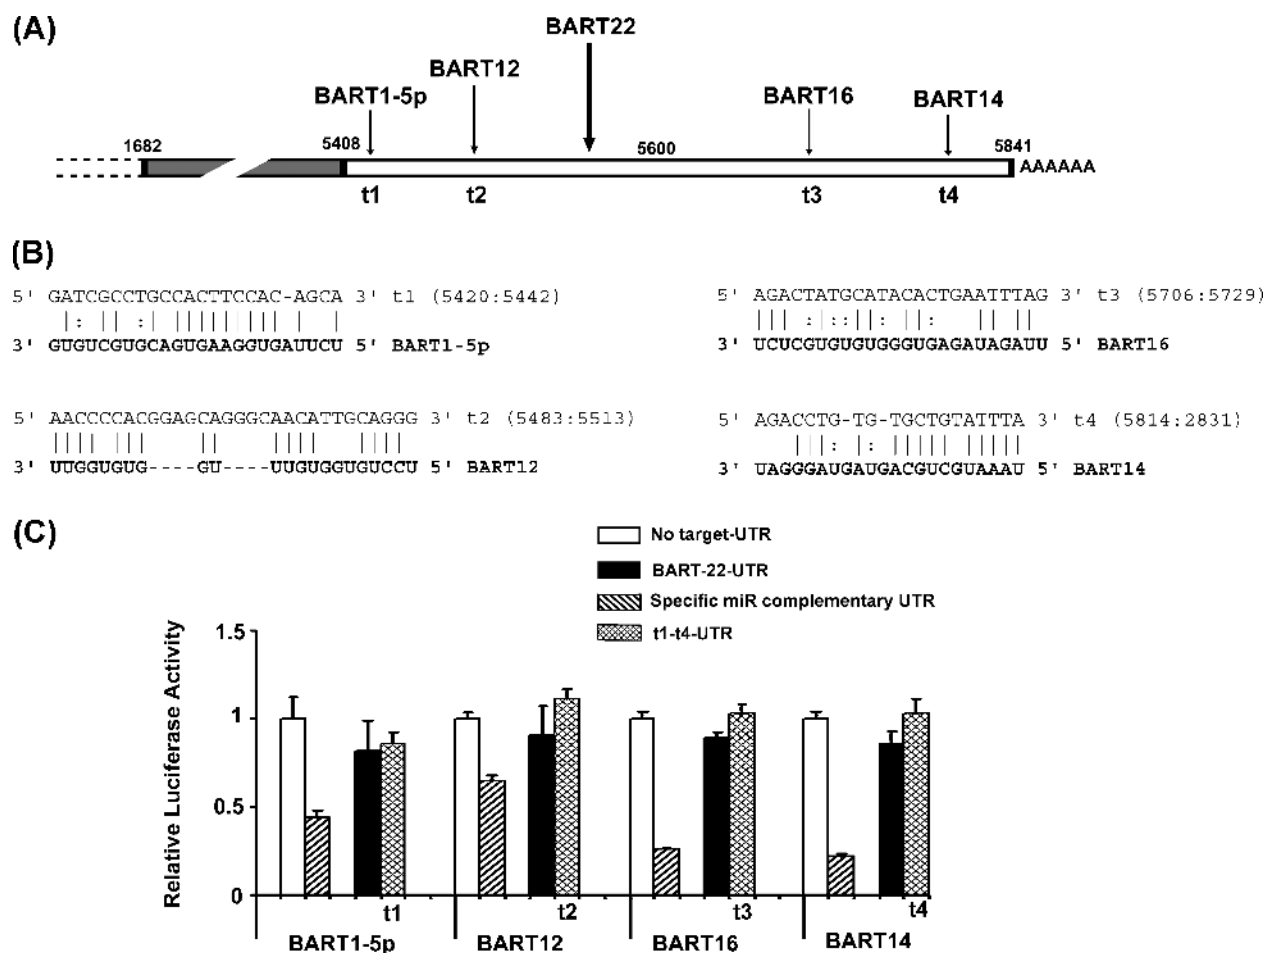 (A)
BART22
BART12
BART1-5p
BART16
BART14
1682
5408
5600
5841
AAAAAA
t1
t2
t3
t4
(B)
5' GATCGCCTGCCACTTCCAC-AGCA 3' t1 (5420:5442)
3' GUGUCGUGCAGUGAAGGUGAUUCU 5' BART1-5p
5' AGACTATGCATACACTGAATTTAG 3' t3 (5706:5729)
3' UCUCGUGUGUGGGUGAGAUAGAUU 5' BART16
5' AACCCCACGGAGCAGGGCAACATTGCAGGG 3' t2 (5483:5513)
3' UUGGUGUG----GU----UUGUGGUGUCCU 5' BART12
5' AGACCTG-TG-TGCTGTATTTA 3' t4 (5814:2831)
3' UAGGGAUGAUGACGUCGUAAAU 5' BART14
(C)
No target-UTR
BART-22-UTR
Specific miR complementary UTR
t1-t4-UTR
Relative Luciferase Activity
1.5
1
0.5
0
t1
t2
t3
t4
BART1-5p
BART12
BART16
BART14